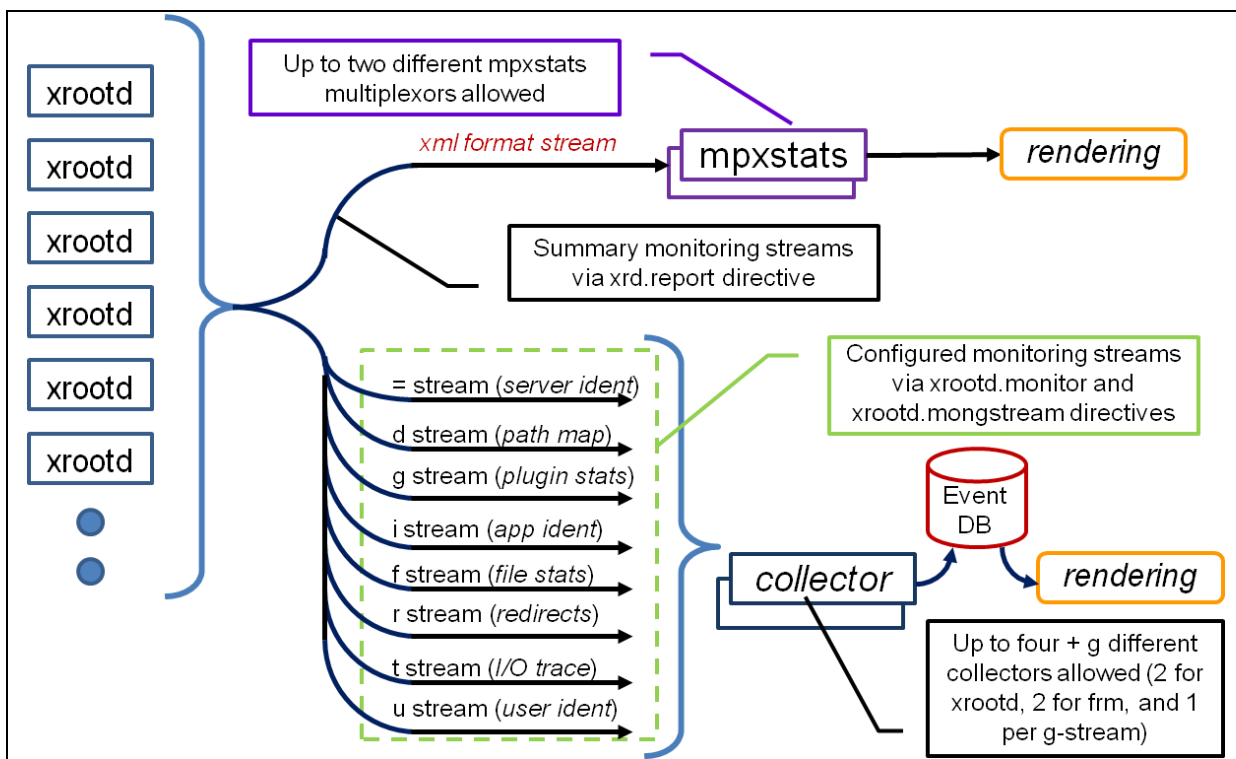 xrootd
xrootd
xrootd
xrootd
xrootd
xrootd
Up to two different mpxstats
multiplexors allowed
xml format stream
mpxstats
rendering
Summary monitoring streams
via xrd.report directive
= stream (server ident)
d stream (path map)
g stream (plugin stats)
i stream (app ident)
f stream (file stats)
r stream (redirects)
t stream (I/O trace)
u stream (user ident)
Configured monitoring streams
via xrootd.monitor and
xrootd.mongstream directives
Event
DB
collector
rendering
Up to four + g different
collectors allowed (2 for
xrootd, 2 for frm, and 1
per g-stream)